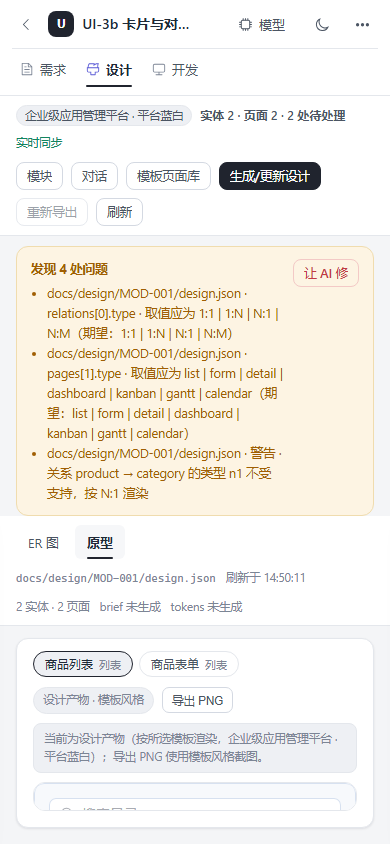 U UI-3b 卡片与对... 模型
需求 设计 开发
企业级应用管理平台 · 平台蓝白 实体 2 · 页面 2 · 2 处待处理
实时同步
模块 对话 模板页面库 生成/更新设计
重新导出 刷新
发现 4 处问题 让 AI 修
• docs/design/MOD-001/design.json ·
relations[0].type · 取值应为 1:1 | 1:N | N:1 |
N:M（期望：1:1 | 1:N | N:1 | N:M）
• docs/design/MOD-001/design.json ·
pages[1].type · 取值应为 list | form | detail |
dashboard | kanban | gantt | calendar（期
望：list | form | detail | dashboard |
kanban | gantt | calendar）
• docs/design/MOD-001/design.json · 警告 ·
关系 product → category 的类型 n1 不受
支持，按 N:1 渲染
ER 图 原型
docs/design/MOD-001/design.json 刷新于 14:50:11
2 实体 · 2 页面 brief 未生成 tokens 未生成
商品列表 列表 商品表单 列表
设计产物 · 模板风格 导出 PNG
当前为设计产物（按所选模板渲染，企业级应用管理平台 ·
平台蓝白）；导出 PNG 使用模板风格截图。